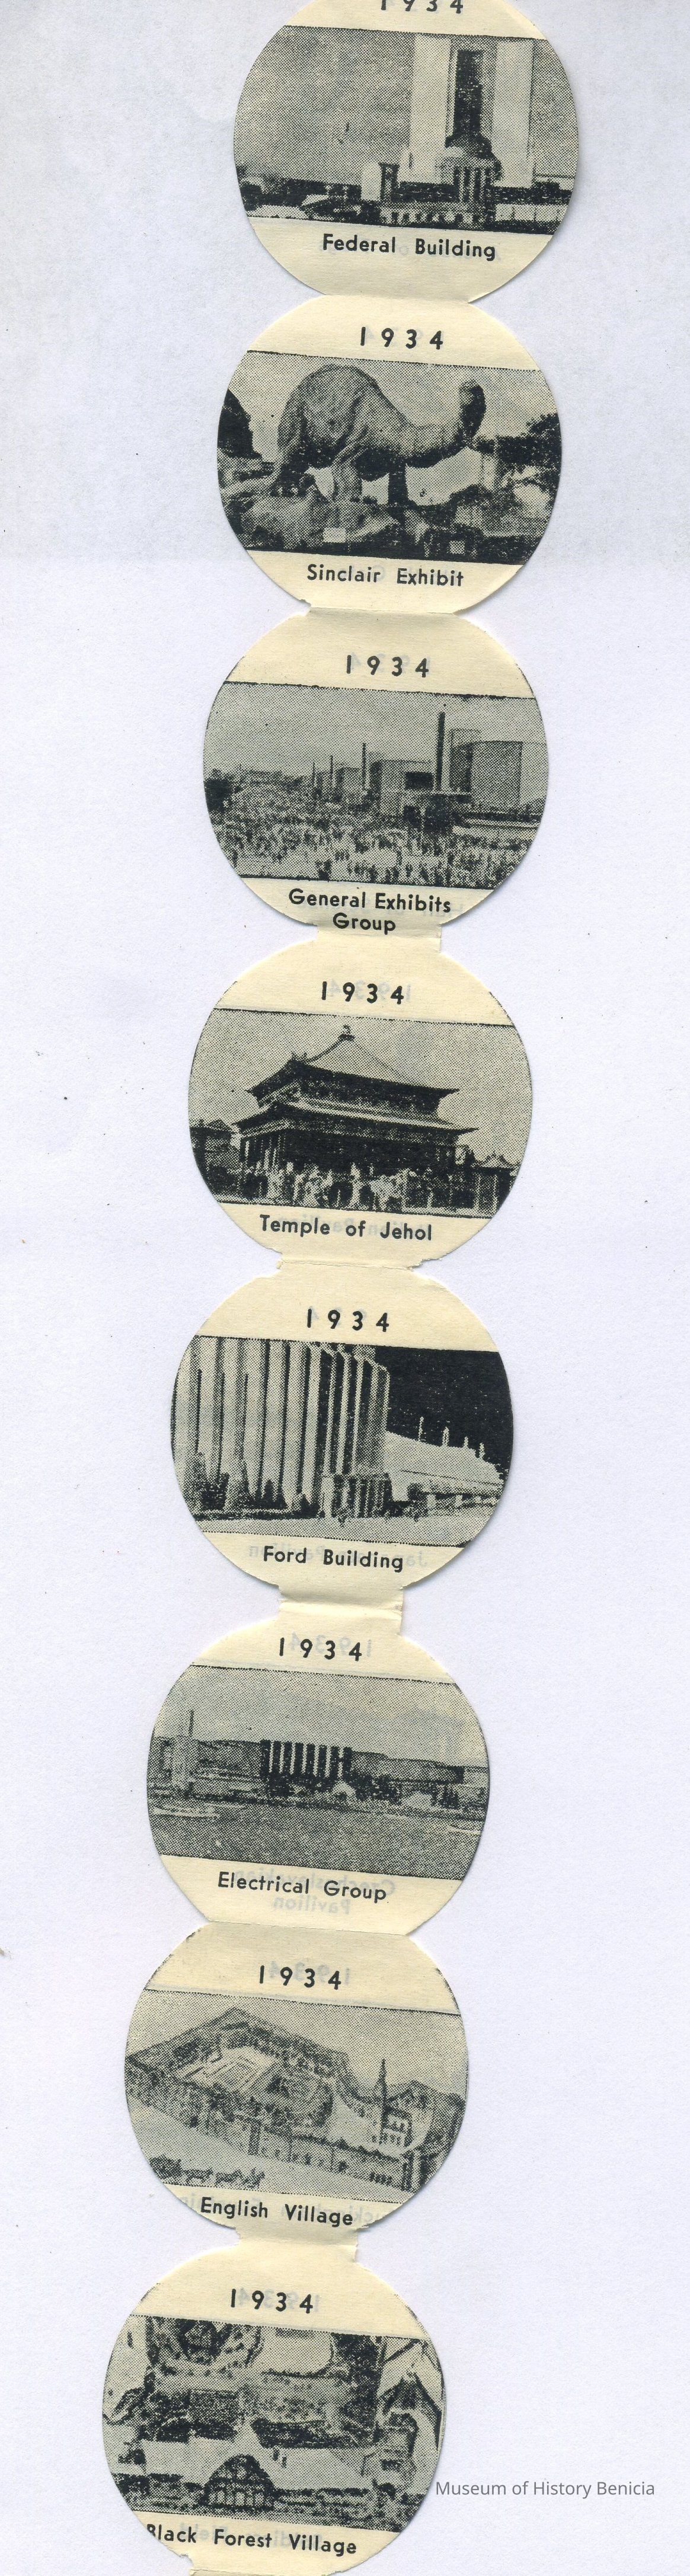 1934
Federal Building
1934
Sinclair Exhibit
1934
General Exhibits
Group
1934
Temple of Jehol
1934
Ford Building
1934
Electrical Group
1934
English Village
1934
Black Forest Village
Museum of History Benicia